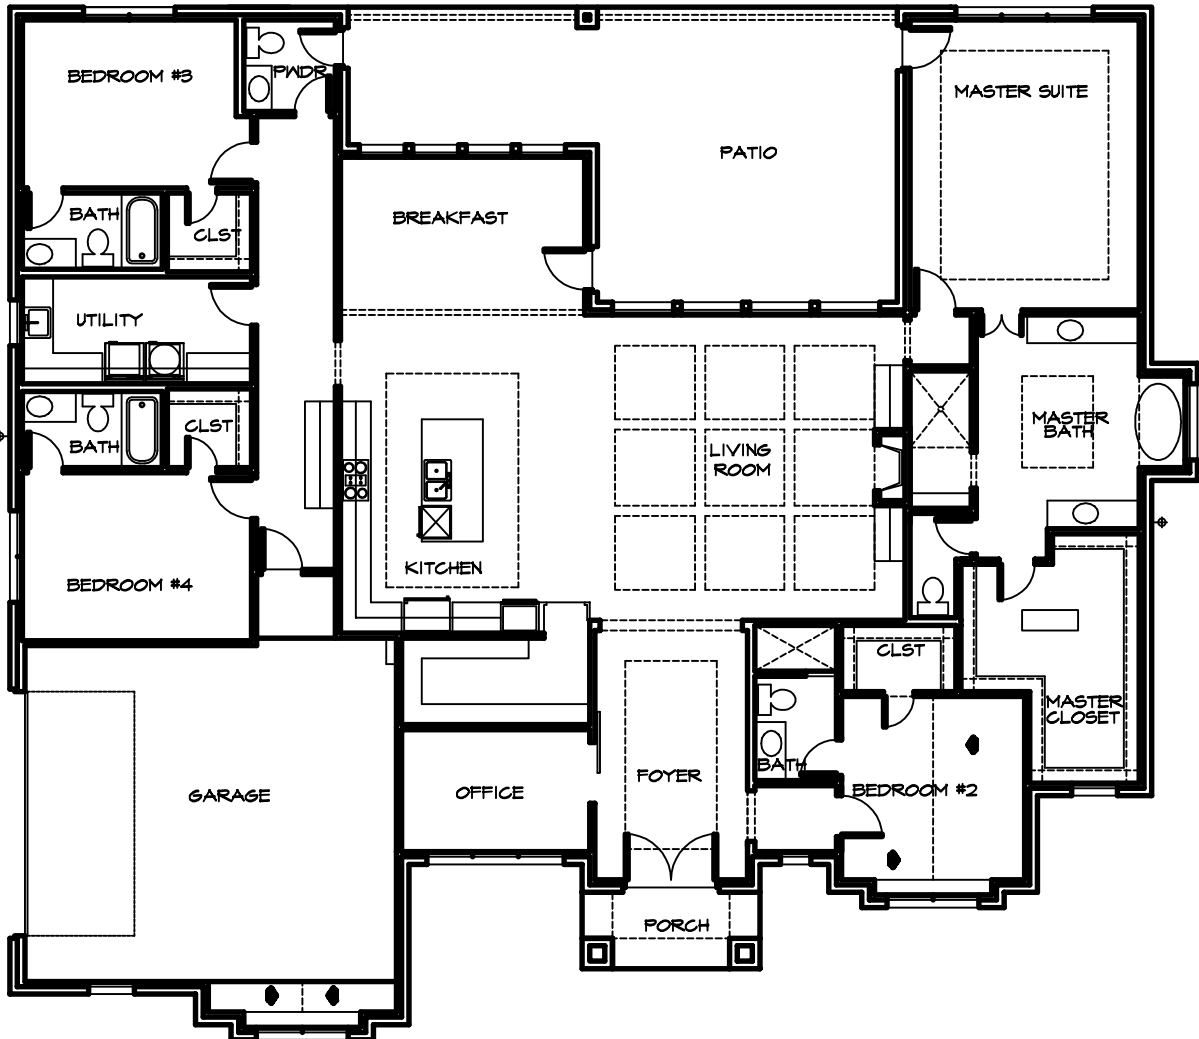 BEDROOM #3
PWDR
MASTER SUITE
PATIO
BATH
CLST
BREAKFAST
UTILITY
MASTER
BATH
CLST
BATH
LIVING
ROOM
KITCHEN
BEDROOM #4
CLST
MASTER
CLOSET
BATH
FOYER
BEDROOM #2
OFFICE
GARAGE
PORCH